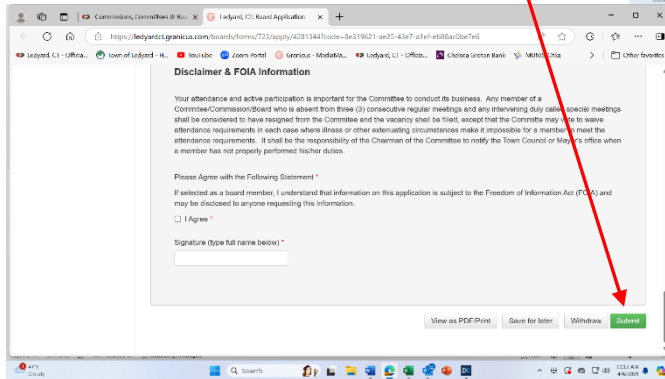 Commissions, Committees & Boa
Ledyard, CT: Board Application
https://ledyardct.granicus.com/boards/forms/723/apply/
Ledyard, CT - Officia...
Town of Ledyard - H...
YouTube
Zoom Portal
Granicus - MediaMa...
Ledyard, CT - Officia...
Chelsea Groton Bank
Other favorites
Disclaimer & FOIA Information
Your attendance and active participation is important for the Committee to conduct its business. Any member of a
Commitee/Commission/Board who is absent from three (3) consecutive regular meetings and any intervening duly called special meetings
shall be considered to have resigned from the Commitee and the vacancy shall be filled, except that the Committe may vote to waive
attendance requirements in each case where illness or other extenuating circumstances make it impossible for a member to meet the
attendance requirements. It shall be the responsibility of the Chairman of the Committee to notify the Town Council or Mayor's office when
a member has not properly performed his/her duties.
Please Agree with the Following Statement *
If selected as a board member, I understand that information on this application is subject to the Freedom of Information Act (FOIA) and
may be disclosed to anyone requesting this information.
I Agree *
Signature (type full name below) *
View as PDF/Print
Save for later
Withdraw
Submit
47°F
Cloudy
Search
11:12 AM
4/6/2025